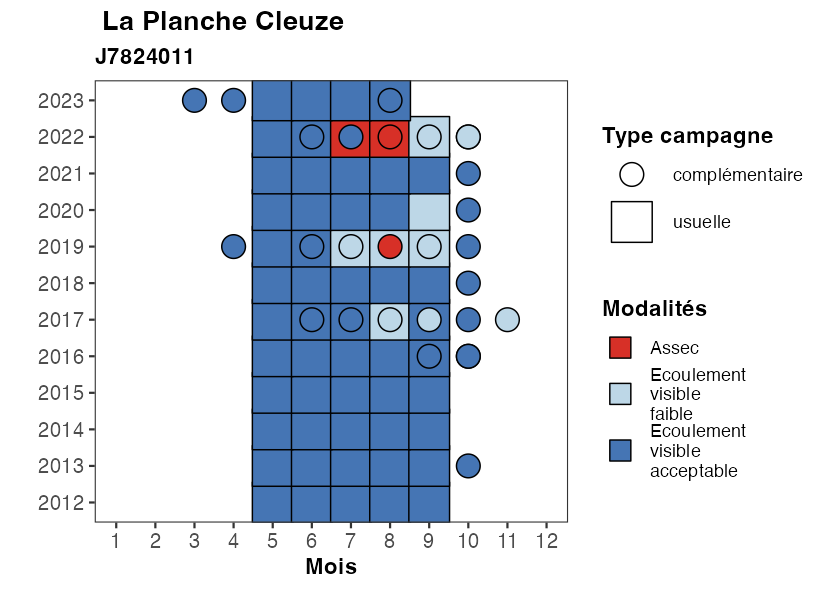 La Planche Cleuze
J7824011
2023
2022
2021
2020
2019
2018
2017
2016
2015
2014
2013
2012
1 2 3 4 5 6 7 8 9 10 11 12
Mois
Type campagne
complémentaire
usuelle
Modalités
Assec
Ecoulement
visible
faible
Ecoulement
visible
acceptable